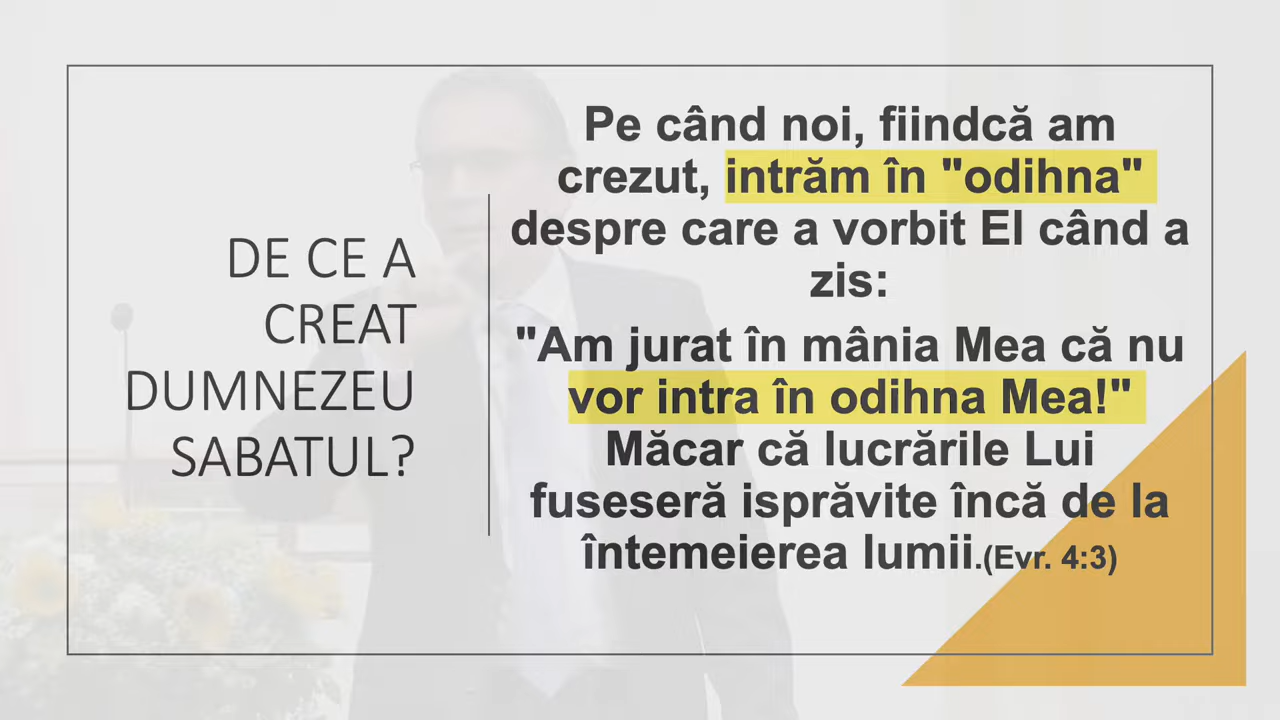 DE CE A
CREAT
DUMNEZEU
SABATUL?
Pe când noi, fiindcă am
crezut, intrăm în "odihna"
despre care a vorbit El când a
zis:
"Am jurat în mânia Mea că nu
vor intra în odihna Mea!"
Măcar că lucrările Lui
fuseseră isprăvite încă de la
întemeierea lumii.(Evr. 4:3)